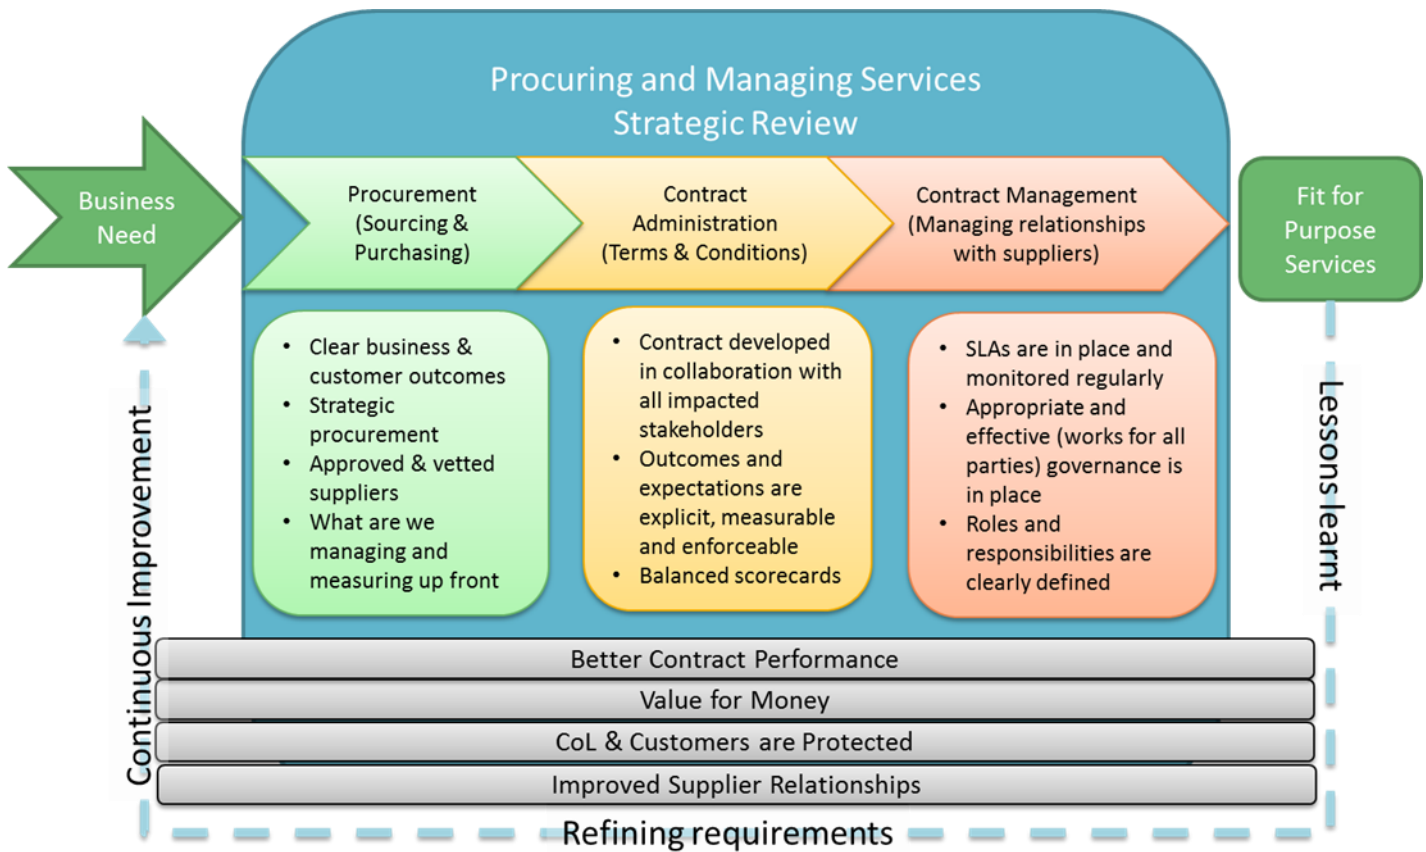 Procuring and Managing Services
Strategic Review
Business
Need
Procurement
(Sourcing &
Purchasing)
Contract
Administration
(Terms & Conditions)
Contract Management
(Managing relationships
with suppliers)
Fit for
Purpose
Services
• Clear business &
customer outcomes
• Strategic
procurement
• Approved & vetted
suppliers
• What are we
managing and
measuring up front
• Contract developed
in collaboration with
all impacted
stakeholders
• Outcomes and
expectations are
explicit, measurable
and enforceable
• Balanced scorecards
• SLAs are in place and
monitored regularly
• Appropriate and
effective (works for all
parties) governance is
in place
• Roles and
responsibilities are
clearly defined
Lessons learnt
Continuous Improvement
Better Contract Performance
Value for Money
CoL & Customers are Protected
Improved Supplier Relationships
Refining requirements